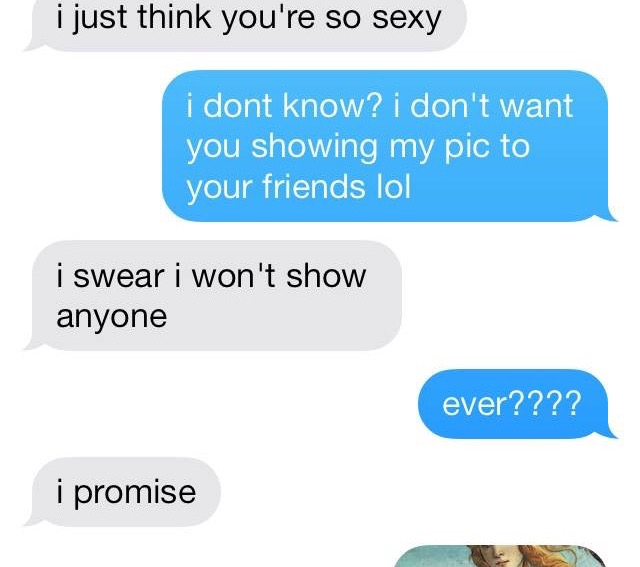 i just think you're so sexy
i dont know? i don't want
you showing my pic to
your friends lol
i swear i won't show
anyone
ever????
i promise